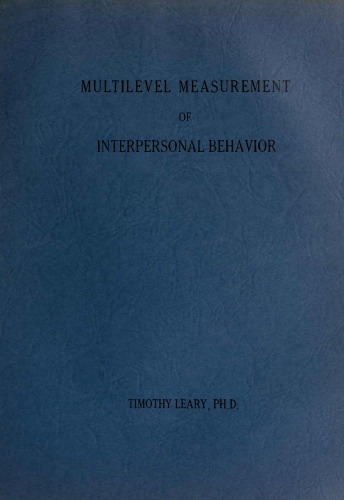 MULTILEVEL MEASUREMENT
OF
INTERPERSONAL BEHAVIOR
TIMOTHY LEARY, PH.D.